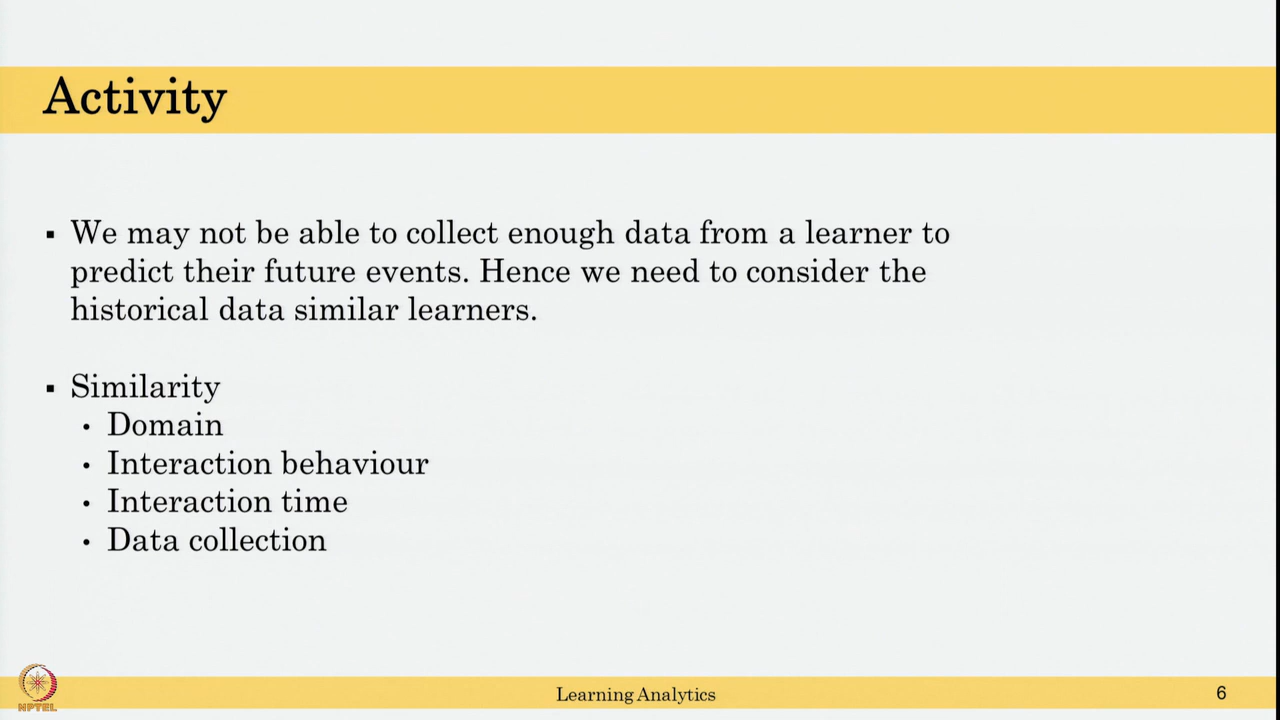 Activity
▪ We may not be able to collect enough data from a learner to
predict their future events. Hence we need to consider the
historical data similar learners.
▪ Similarity
• Domain
• Interaction behaviour
• Interaction time
• Data collection
NPTEL
Learning Analytics
6